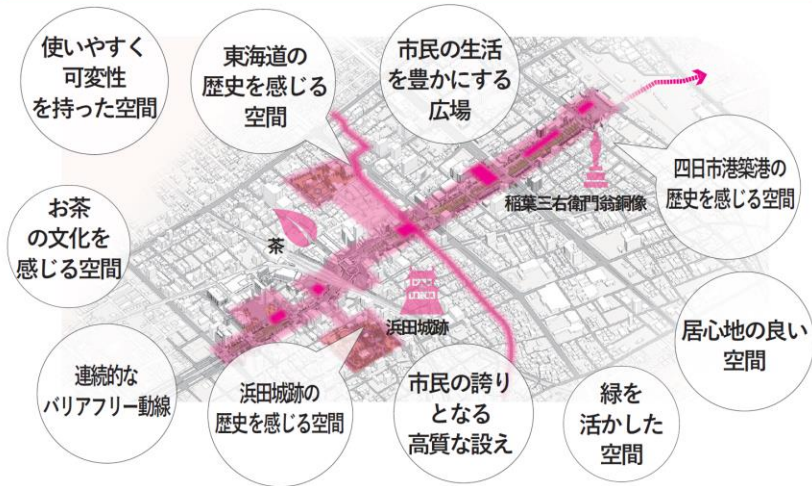 使いやすく
可変性
を持った空間
東海道の
歴史を感じる
空間
市民の生活
を豊かにする
広場
四日市港築港の
歴史を感じる空間
稲葉三右衛門翁銅像
お茶
の文化を
感じる空間
茶
浜田城跡
居心地の良い
空間
連続的な
バリアフリー動線
浜田城跡の
歴史を感じる空間
市民の誇り
となる
高質な設え
緑を
活かした
空間